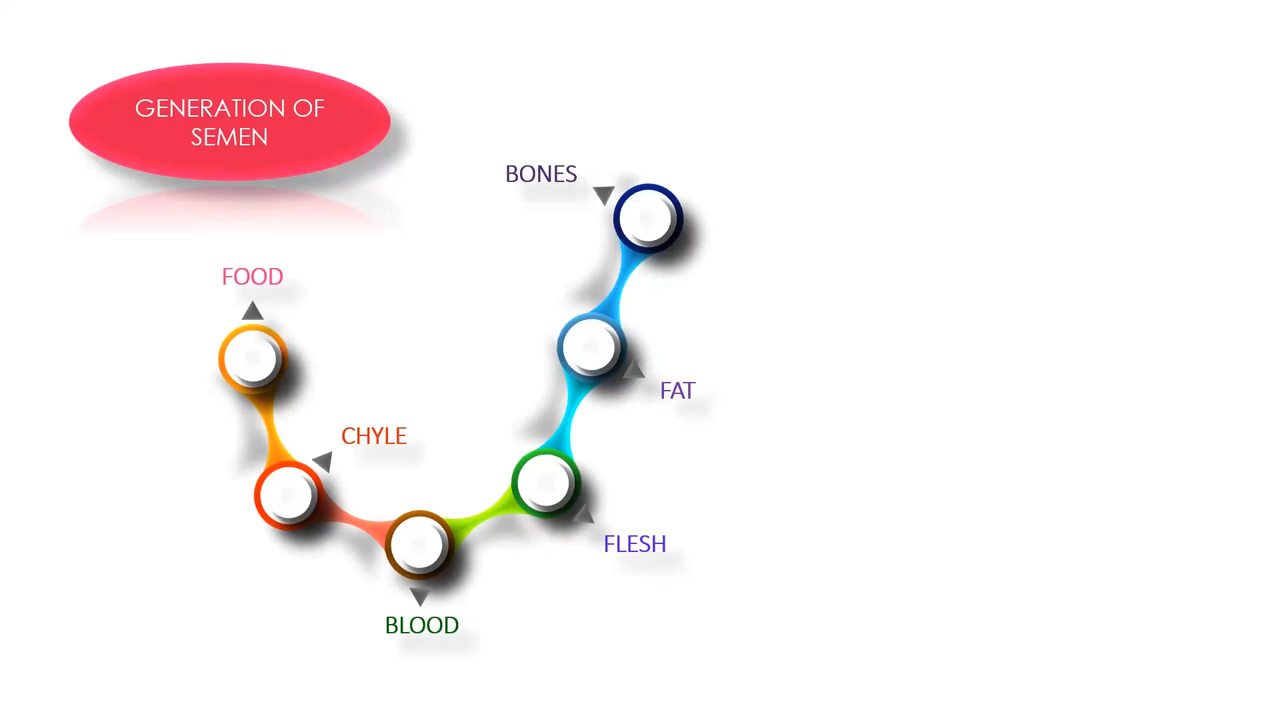 GENERATION OF
SEMEN
FOOD
CHYLE
BLOOD
FLESH
FAT
BONES